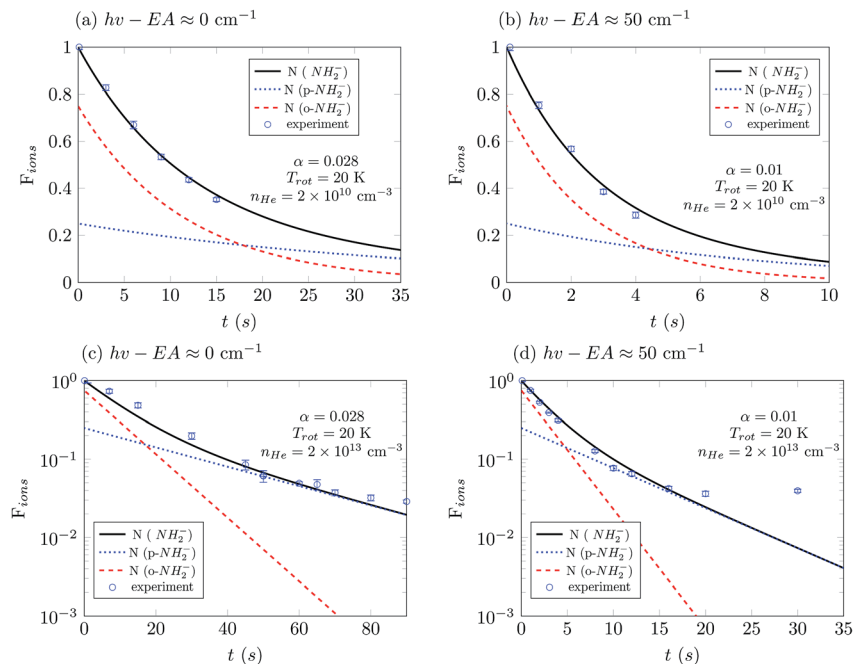 (a) hν − EA ≈ 0 cm⁻¹
1
0.8
0.6
0.4
0.2
0
F_ions
N ( NH₂⁻)
N (p-NH₂⁻)
N (o-NH₂⁻)
experiment
α = 0.028
T_rot = 20 K
n_He = 2 × 10¹⁰ cm⁻³
0 5 10 15 20 25 30 35
t (s)
(b) hν − EA ≈ 50 cm⁻¹
1
0.8
0.6
0.4
0.2
0
F_ions
N ( NH₂⁻)
N (p-NH₂⁻)
N (o-NH₂⁻)
experiment
α = 0.01
T_rot = 20 K
n_He = 2 × 10¹⁰ cm⁻³
0 2 4 6 8 10
t (s)
(c) hν − EA ≈ 0 cm⁻¹
10⁰
10⁻¹
10⁻²
10⁻³
F_ions
α = 0.028
T_rot = 20 K
n_He = 2 × 10¹³ cm⁻³
N ( NH₂⁻)
N (p-NH₂⁻)
N (o-NH₂⁻)
experiment
0 20 40 60 80
t (s)
(d) hν − EA ≈ 50 cm⁻¹
10⁰
10⁻¹
10⁻²
10⁻³
F_ions
α = 0.01
T_rot = 20 K
n_He = 2 × 10¹³ cm⁻³
N ( NH₂⁻)
N (p-NH₂⁻)
N (o-NH₂⁻)
experiment
0 5 10 15 20 25 30 35
t (s)